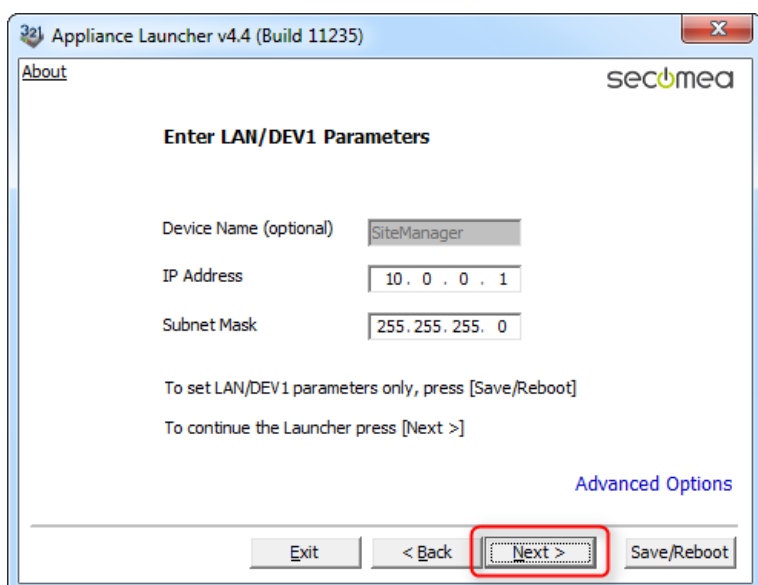 Appliance Launcher v4.4 (Build 11235)
About
secomea
Enter LAN/DEV1 Parameters
Device Name (optional) SiteManager
IP Address 10. 0 . 0 . 1
Subnet Mask 255.255.255. 0
To set LAN/DEV1 parameters only, press [Save/Reboot]
To continue the Launcher press [Next >]
Advanced Options
Exit < Back Next > Save/Reboot